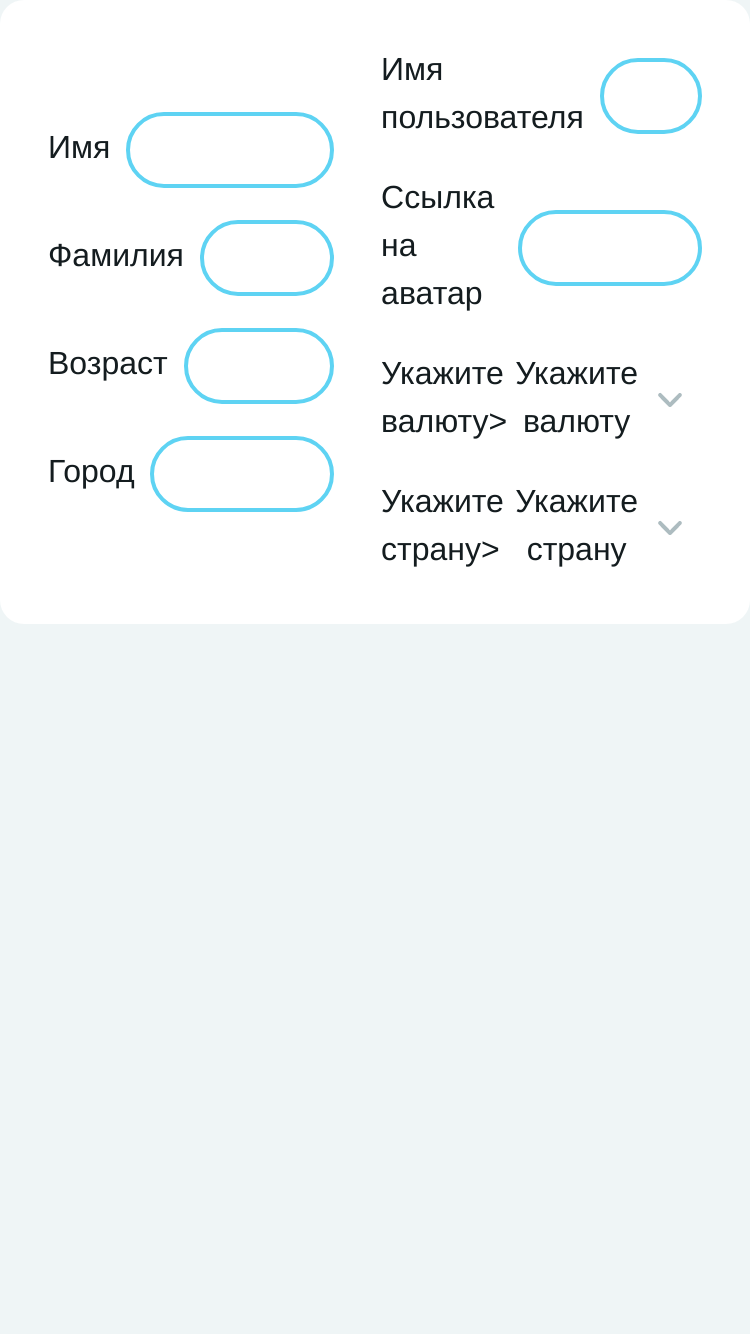 Имя
Фамилия
Возраст
Город
Имя
пользователя
Ссылка
на
аватар
Укажите
валюту>
Укажите
валюту
Укажите
страну>
Укажите
страну